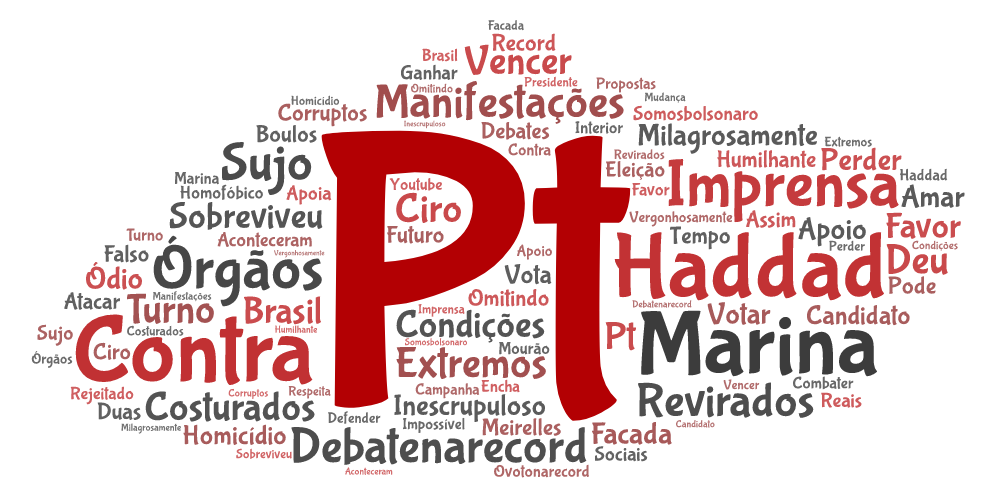 Facada
Record
Brasil
Vencer
Ganhar
Omitindo
Presidente
Propostas
Homicídio
Manifestações
Mudança
Corruptos
Inescrupuloso
Somosbolsonaro
Boulos
Debates
Interior
Milagrosamente
Extremos
Sujo
Contra
Revirados
Humilhante
Perder
Eleição
Marina
Homofóbico
Apoia
Youtube
Favor
Imprensa
Haddad
Amar
Sobreviveu
Ciro
Vergonhosamente
Assim
Apoio
Favor
Turno
Aconteceram
Futuro
Tempo
Perder
Condições
Falso
Vergonhosamente
Pt
Apoio
Órgãos
Haddad
Deu
Ódio
Vota
Pode
Atacar
Manifestações
Omitindo
Debatenarecord
Turno
Brasil
Imprensa
Condições
Votar
Candidato
Sujo
Costurados
Humilhante
Pt
Marina
Órgãos
Ciro
Contra
Somosbolsonaro
Mourão
Extremos
Rejeitado
Corruptos
Respeita
Campanha
Encha
Vencer
Combater
Duas
Costurados
Inescrupuloso
Revirados
Reais
Milagrosamente
Defender
Impossível
Meirelles
Candidato
Homicídio
Debatenarecord
Facada
Sobreviveu
Sociais
Aconteceram
Ovotonarecord